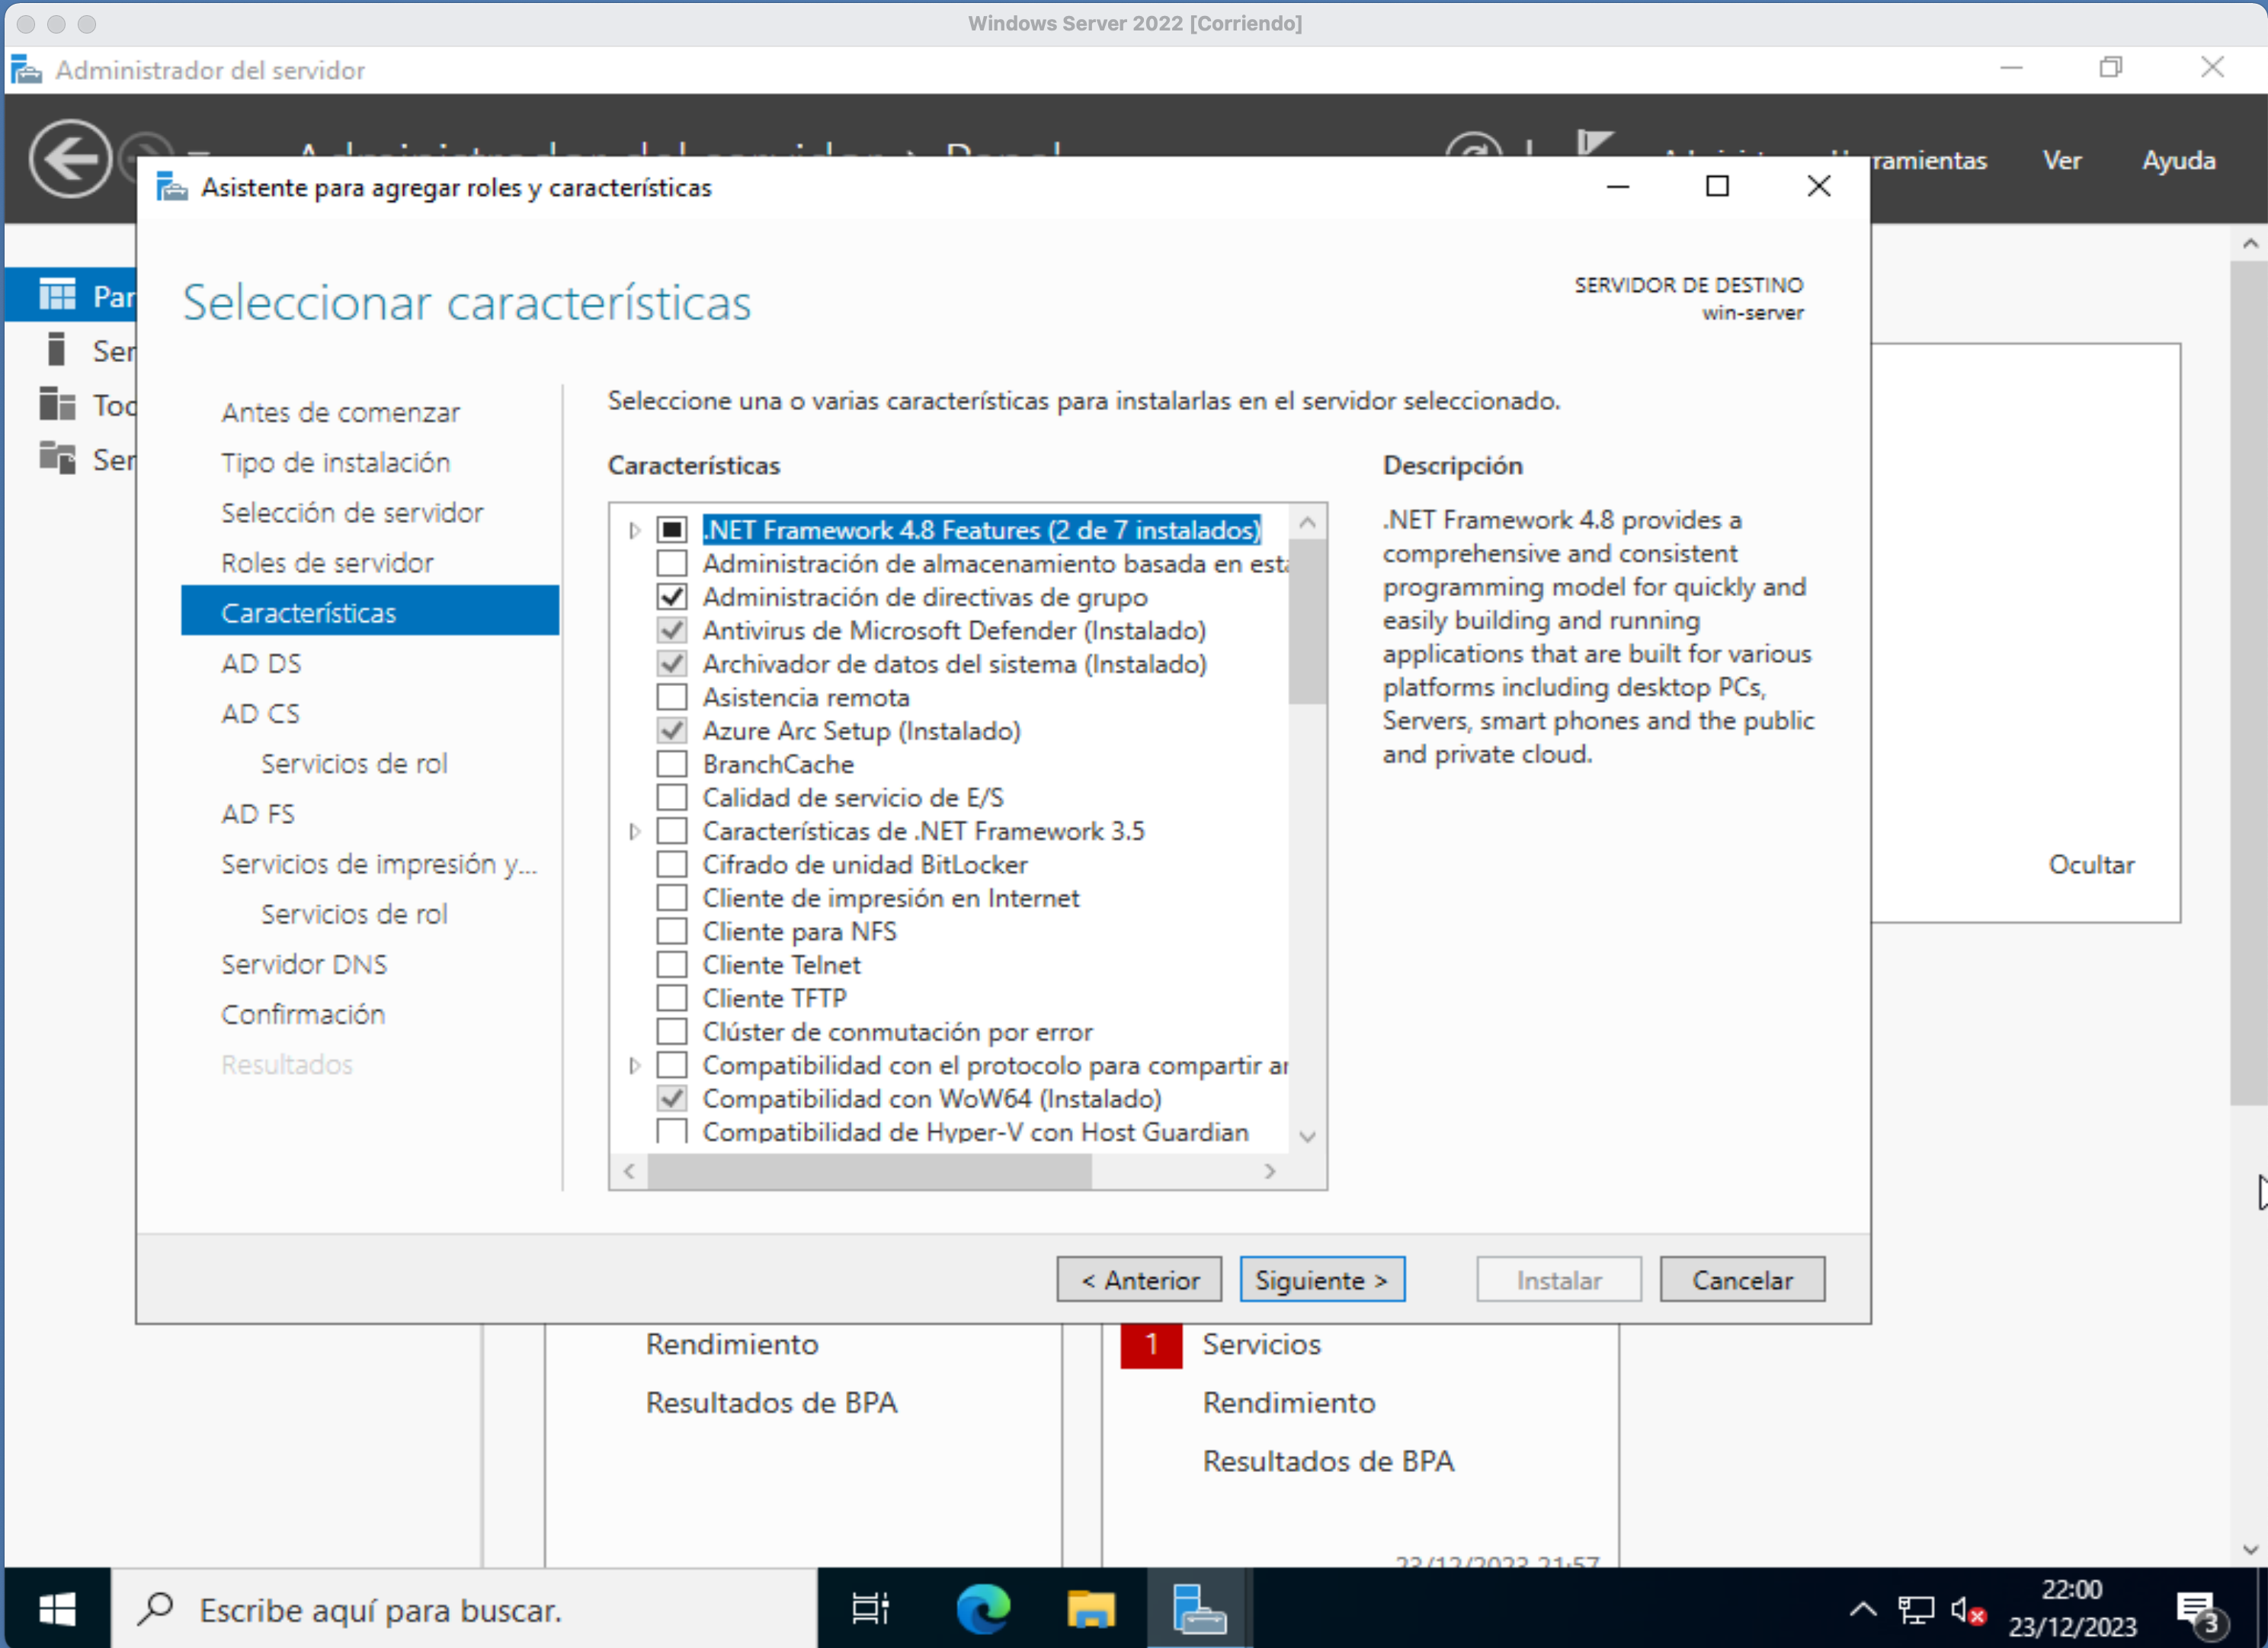 Windows Server 2022 [Corriendo]
Administrador del servidor
Herramientas
Ver
Ayuda
Asistente para agregar roles y características
Seleccionar características
SERVIDOR DE DESTINO
win-server
Antes de comenzar
Tipo de instalación
Selección de servidor
Roles de servidor
Características
AD DS
AD CS
Servicios de rol
AD FS
Servicios de impresión y...
Servicios de rol
Servidor DNS
Confirmación
Resultados
Seleccione una o varias características para instalarlas en el servidor seleccionado.
Características
.NET Framework 4.8 Features (2 de 7 instalados)
Administración de almacenamiento basada en está
Administración de directivas de grupo
Antivirus de Microsoft Defender (Instalado)
Archivador de datos del sistema (Instalado)
Asistencia remota
Azure Arc Setup (Instalado)
BranchCache
Calidad de servicio de E/S
Características de .NET Framework 3.5
Cifrado de unidad BitLocker
Cliente de impresión en Internet
Cliente para NFS
Cliente Telnet
Cliente TFTP
Clúster de conmutación por error
Compatibilidad con el protocolo para compartir ar
Compatibilidad con WoW64 (Instalado)
Compatibilidad de Hyper-V con Host Guardian
Descripción
.NET Framework 4.8 provides a
comprehensive and consistent
programming model for quickly and
easily building and running
applications that are built for various
platforms including desktop PCs,
Servers, smart phones and the public
and private cloud.
Ocultar
< Anterior
Siguiente >
Instalar
Cancelar
Rendimiento
Resultados de BPA
1
Servicios
Rendimiento
Resultados de BPA
23/12/2023 21:57
Escribe aquí para buscar.
22:00
23/12/2023
3